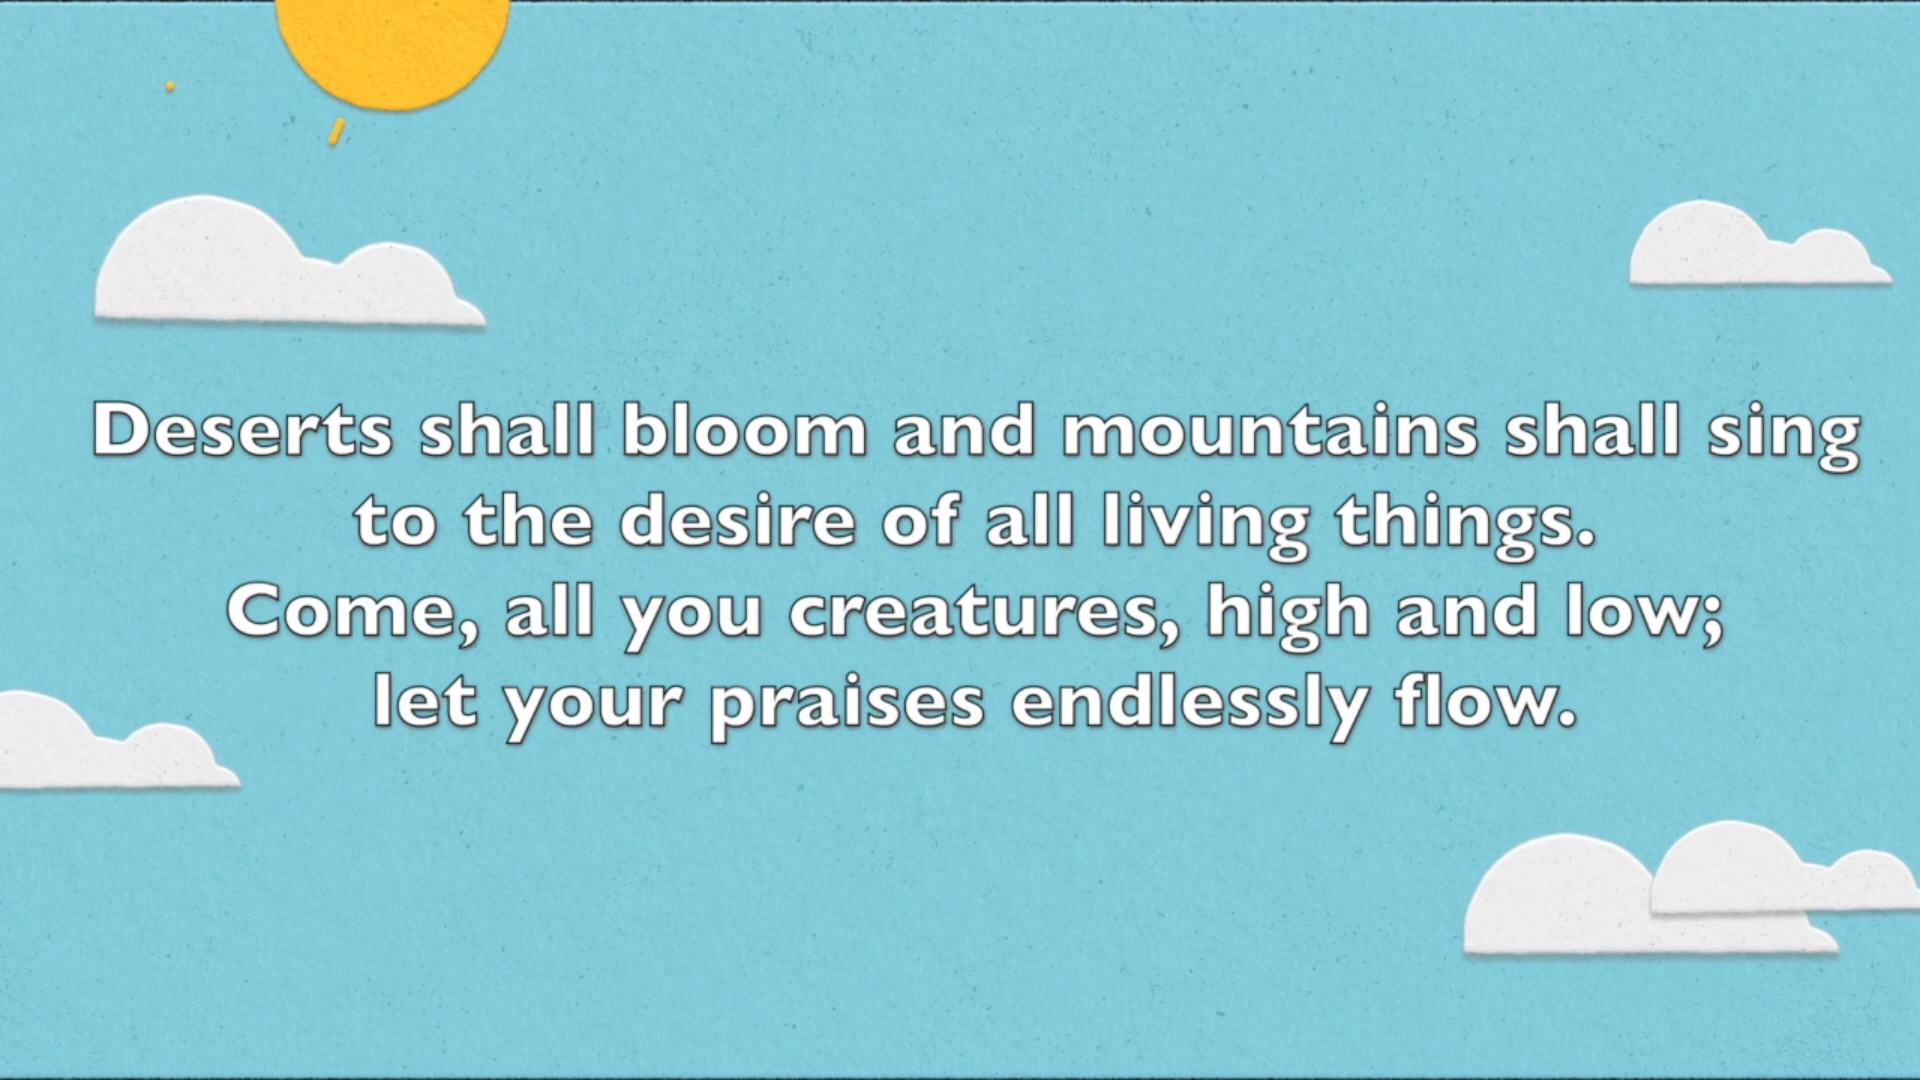 Deserts shall bloom and mountains shall sing
to the desire of all living things.
Come, all you creatures, high and low;
let your praises endlessly flow.